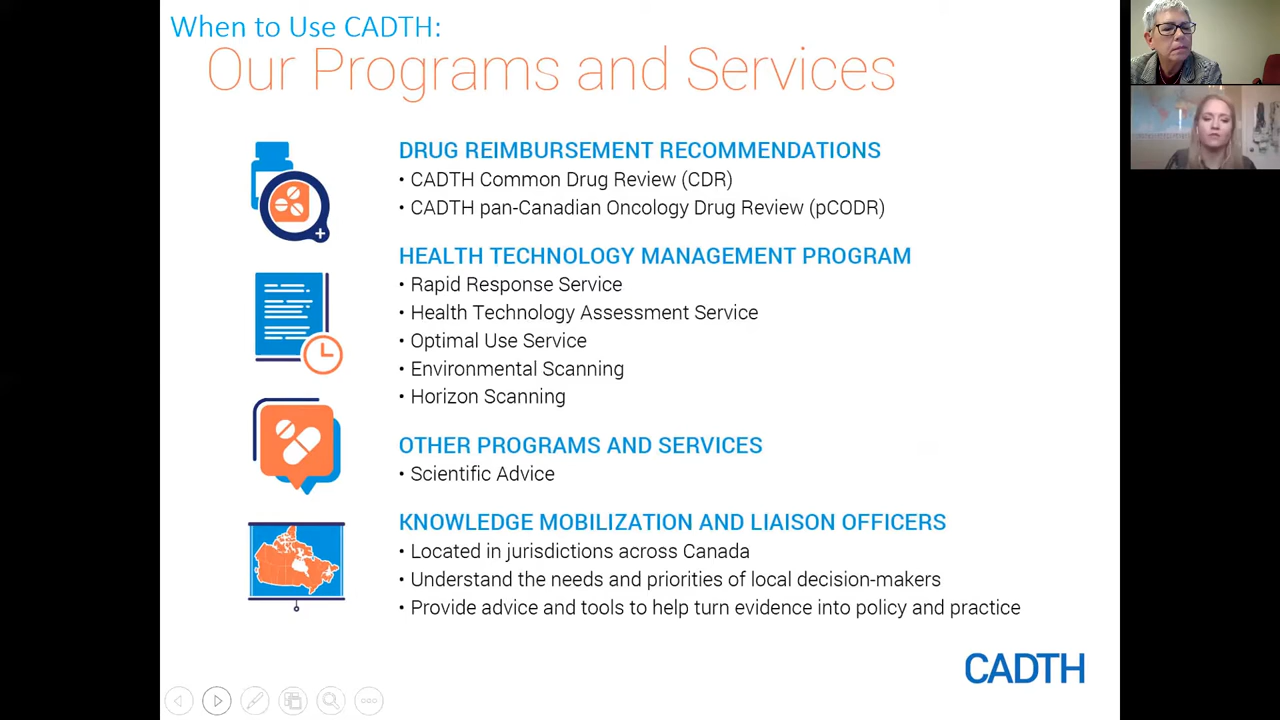 When to Use CADTH:
Our Programs and Services
DRUG REIMBURSEMENT RECOMMENDATIONS
• CADTH Common Drug Review (CDR)
• CADTH pan-Canadian Oncology Drug Review (pCODR)
HEALTH TECHNOLOGY MANAGEMENT PROGRAM
• Rapid Response Service
• Health Technology Assessment Service
• Optimal Use Service
• Environmental Scanning
• Horizon Scanning
OTHER PROGRAMS AND SERVICES
• Scientific Advice
KNOWLEDGE MOBILIZATION AND LIAISON OFFICERS
• Located in jurisdictions across Canada
• Understand the needs and priorities of local decision-makers
• Provide advice and tools to help turn evidence into policy and practice
CADTH